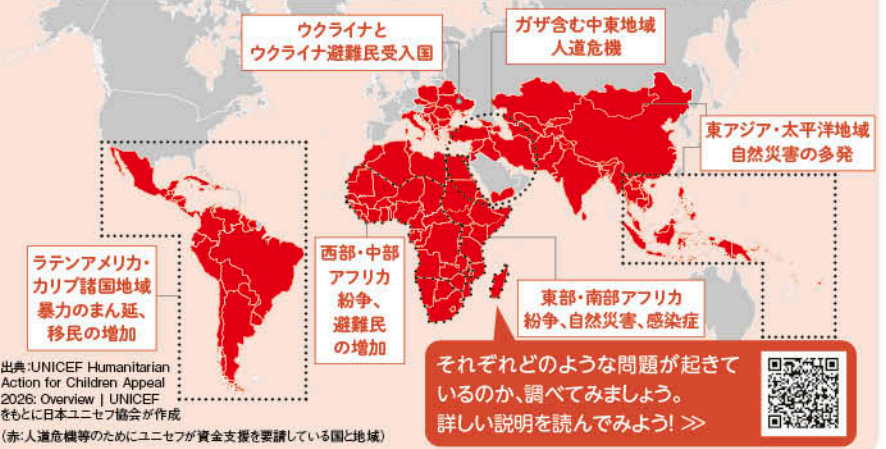 ウクライナと
ウクライナ避難民受入国
ガザ含む中東地域
人道危機
東アジア・太平洋地域
自然災害の多発
ラテンアメリカ・
カリブ諸国地域
暴力のまん延、
移民の増加
西部・中部
アフリカ
紛争、
避難民
の増加
東部・南部アフリカ
紛争、自然災害、感染症
それぞれどのような問題が起きて
いるのか、調べてみましょう。
詳しい説明を読んでみよう! ≫
出典:UNICEF Humanitarian
Action for Children Appeal
2026: Overview | UNICEF
をもとに日本ユニセフ協会が作成
(赤:人道危機等のためにユニセフが資金支援を要請している国と地域)